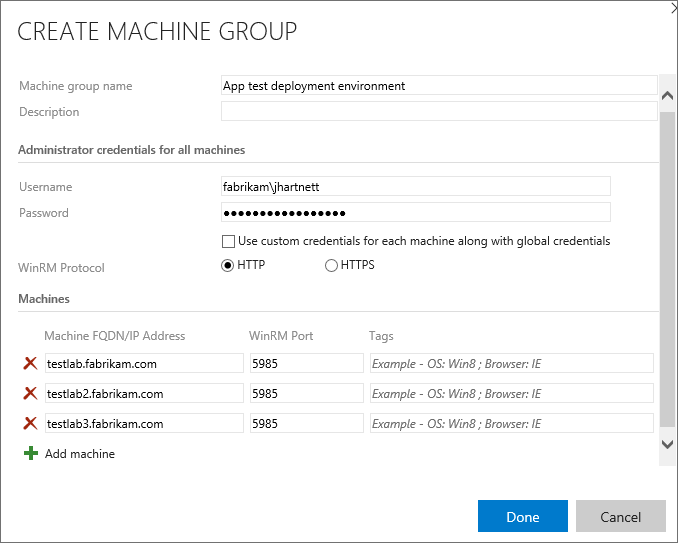 CREATE MACHINE GROUP
Machine group name App test deployment environment
Description
Administrator credentials for all machines
Username fabrikam\jhartnett
Password ●●●●●●●●●●●●●●●●●
Use custom credentials for each machine along with global credentials
WinRM Protocol HTTP HTTPS
Machines
Machine FQDN/IP Address WinRM Port Tags
testlab.fabrikam.com 5985 Example - OS: Win8 ; Browser: IE
testlab2.fabrikam.com 5985 Example - OS: Win8 ; Browser: IE
testlab3.fabrikam.com 5985 Example - OS: Win8 ; Browser: IE
Add machine
Done Cancel